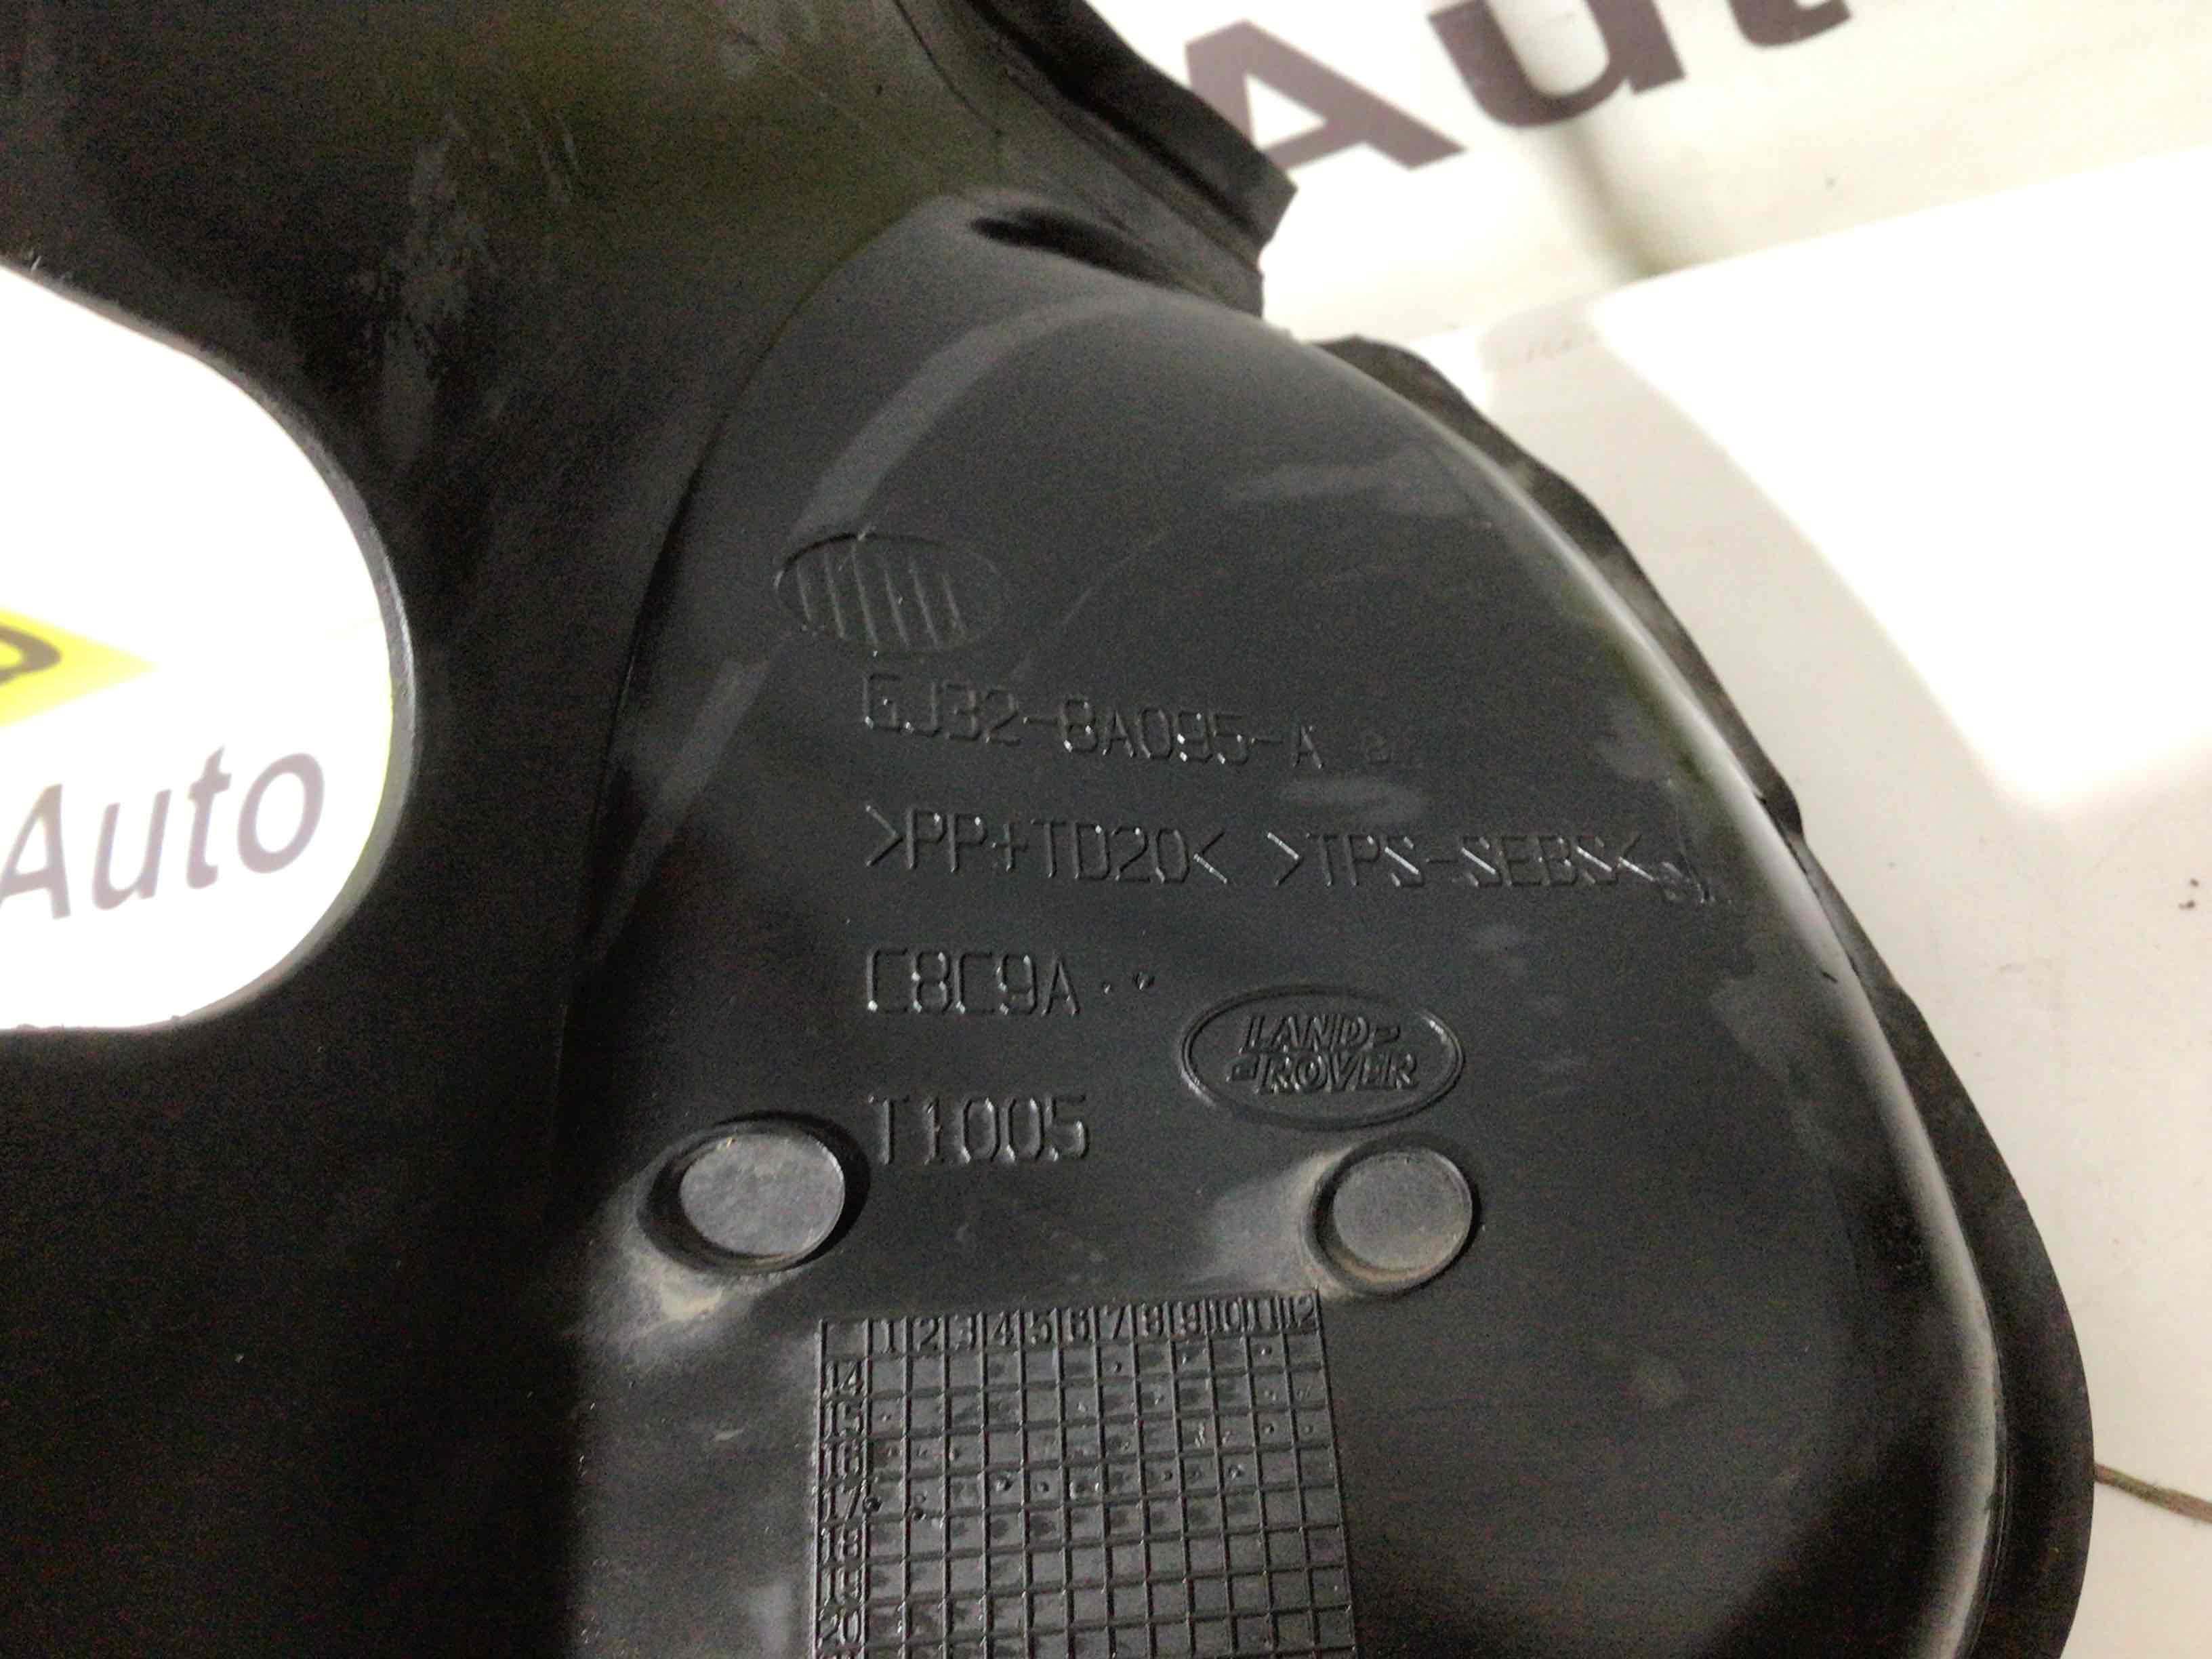 Aut
Auto
GJ32-8A095-A
>PP+TD20< >TPS-SEBS<
C8C9A
LAND-
-ROVER
T1005
1 2 3 4 5 6 7 8 9 10 11 12
14
15
16
17
18
19
20